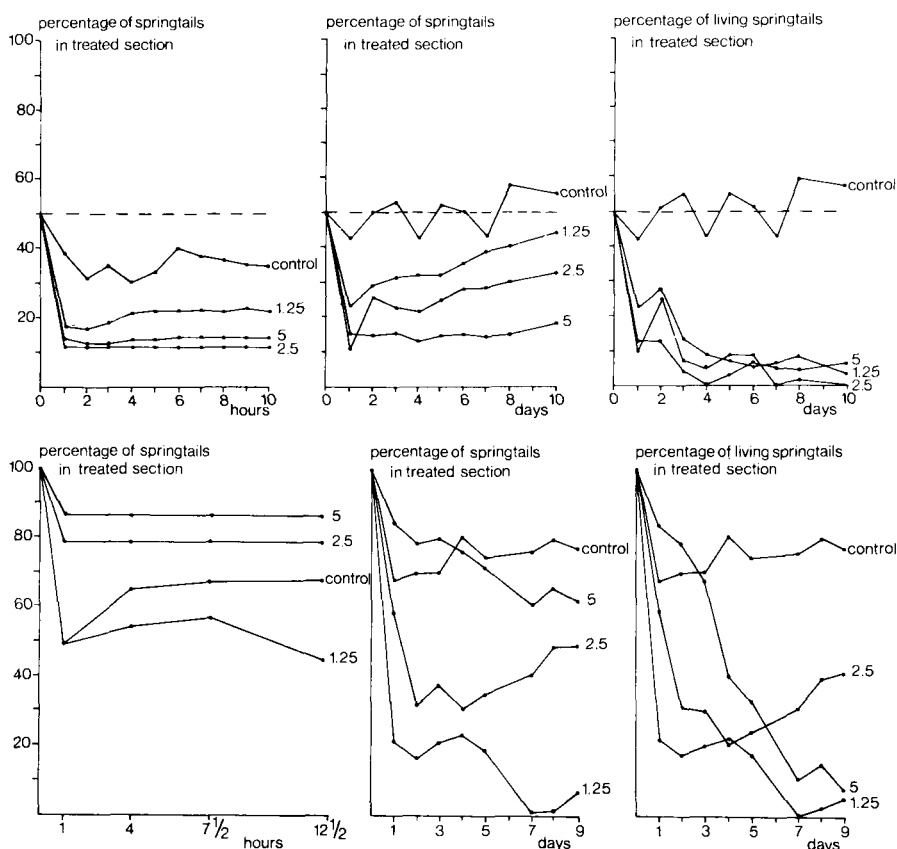 percentage of springtails
in treated section
100
80
60
40
20
control
1.25
5
2.5
0 2 4 6 8 10
hours
percentage of springtails
in treated section
control
1.25
2.5
5
0 2 4 6 8 10
days
percentage of living springtails
in treated section
control
5
1.25
2.5
0 2 4 6 8 10
days
percentage of springtails
in treated section
100
80
60
40
20
5
2.5
control
1.25
1 4 7½ 12½
hours
percentage of springtails
in treated section
control
5
2.5
1.25
1 3 5 7 9
days
percentage of living springtails
in treated section
control
2.5
5
1.25
1 3 5 7 9
days